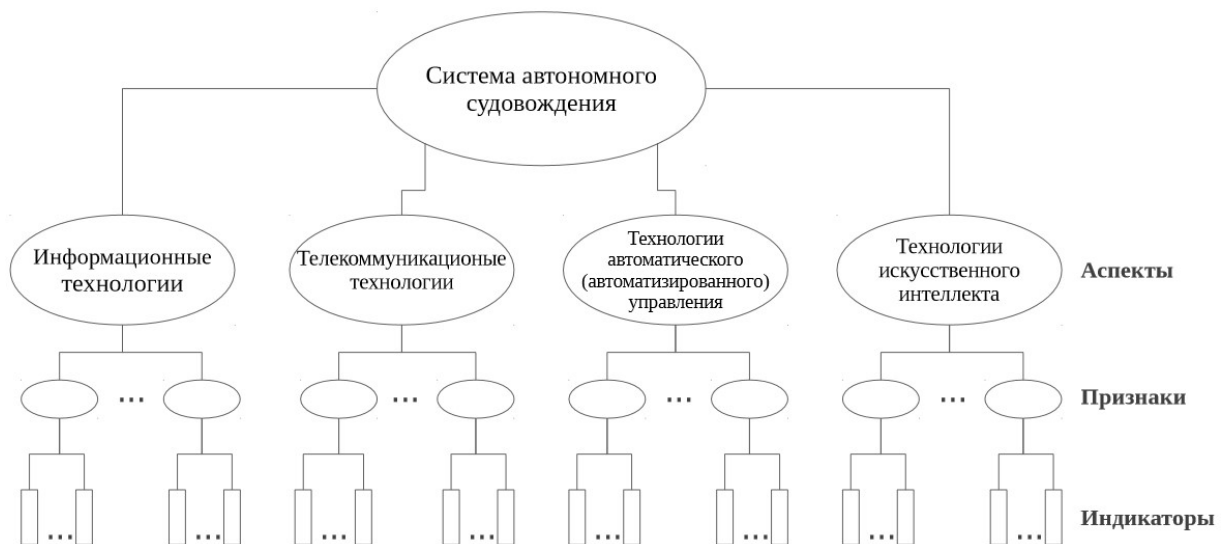 Система автономного
судовождения
Информационные
технологии
Телекоммуникационые
технологии
Технологии
автоматического
(автоматизированного)
управления
Технологии
искусственного
интеллекта
Аспекты
... ... ... ...
Признаки
... ... ... ... ... ... ... ...
Индикаторы